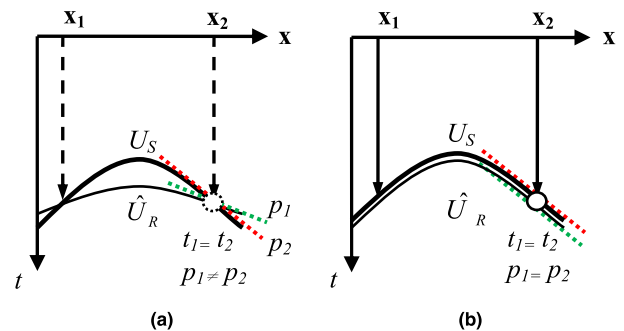 x₁ x₂ x
U_S
Û_R
p₁
t₁= t₂
p₂
p₁ ≠ p₂
t
(a)
x₁ x₂ x
U_S
Û_R
t₁= t₂
p₁= p₂
t
(b)